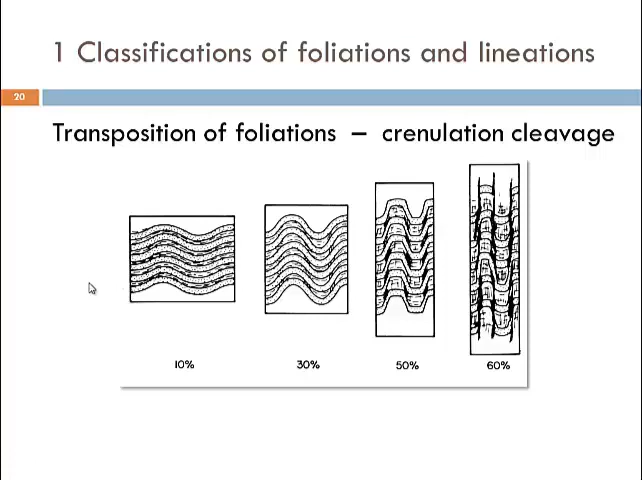 1 Classifications of foliations and lineations
20
Transposition of foliations – crenulation cleavage
10%
30%
50%
60%